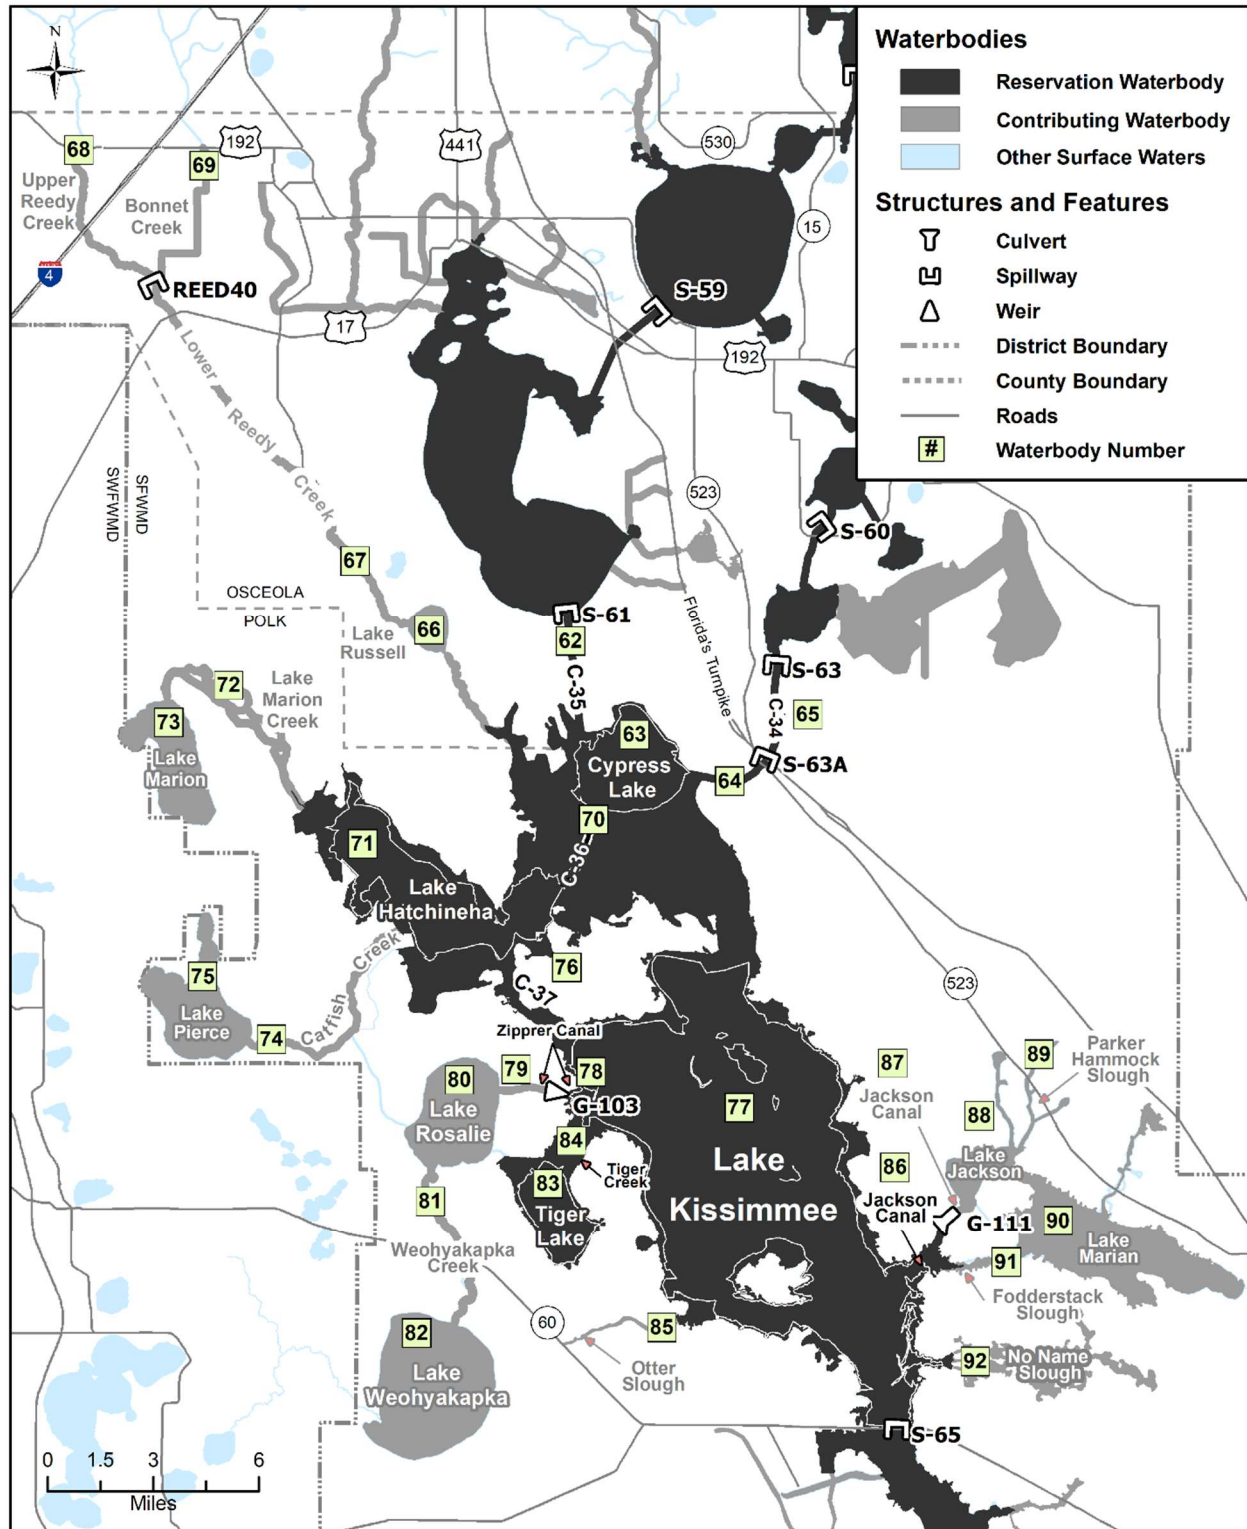 Waterbodies
Reservation Waterbody
Contributing Waterbody
Other Surface Waters
Structures and Features
Culvert
Spillway
Weir
District Boundary
County Boundary
Roads
# Waterbody Number
N
68
Upper
Reedy
Creek
69
192
Bonnet
Creek
441
530
15
4
REED40
17
S-59
192
Lower Reedy Creek
523
S-60
SWFWMD
SFWMD
67
OSCEOLA
POLK
66
Lake
Russell
S-61
62
C-35
Florida's Turnpike
S-63
C-34
65
72
Lake
Marion
Creek
73
Lake
Marion
63
Cypress
Lake
64
S-63A
70
C-36
71
Lake
Hatchineha
75
Lake
Pierce
74
Catfish Creek
76
C-37
523
Zipprer Canal
79
78
80
Lake
Rosalie
G-103
77
Lake
Kissimmee
84
Tiger
Creek
83
Tiger
Lake
81
Weohyakapka
Creek
82
Lake
Weohyakapka
60
85
Otter
Slough
87
Jackson
Canal
89
Parker
Hammock
Slough
88
Lake
Jackson
86
Jackson
Canal
G-111
90
Lake
Marian
91
Fodderstack
Slough
92
No Name
Slough
S-65
0 1.5 3 6
Miles